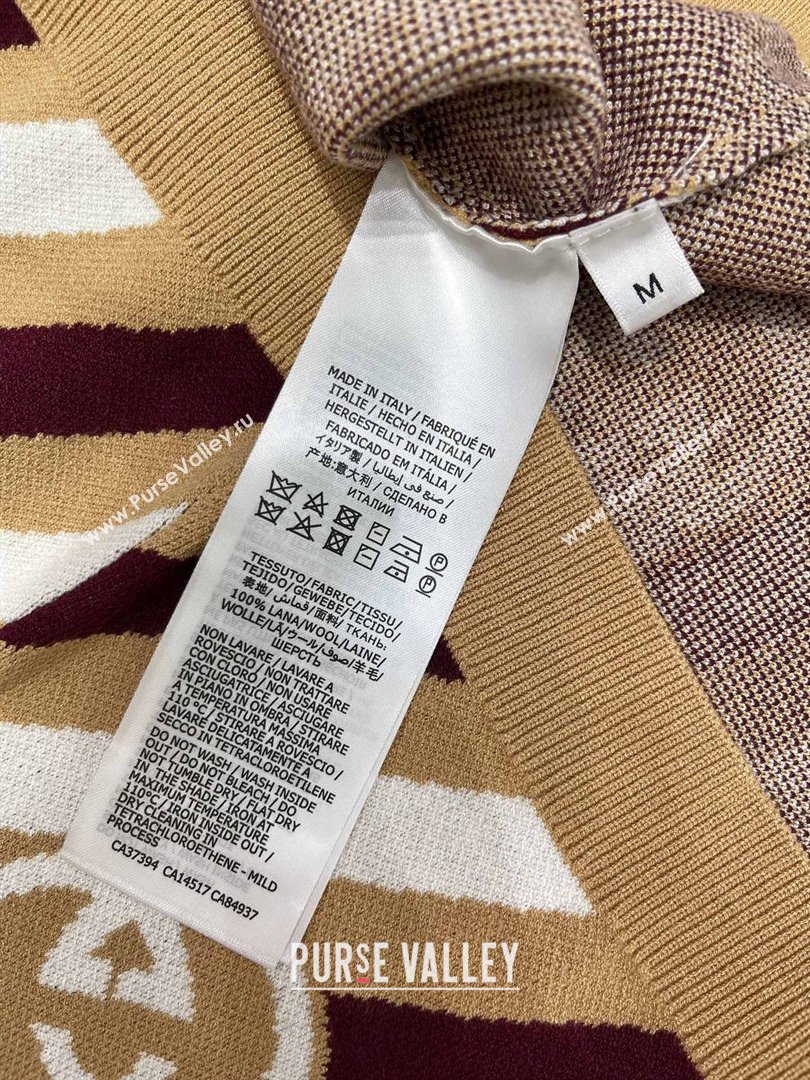 M
MADE IN ITALY / FABRIQUÉ EN
ITALIE / HECHO EN ITALIA /
HERGESTELLT IN ITALIEN /
FABRICADO EM ITÁLIA /
イタリア製 / صنع في إيطاليا /
产地:意大利 / СДЕЛАНО В
ИТАЛИИ
TESSUTO/FABRIC/TISSU/
TEJIDO/GEWEBE/TECIDO/
表地/قماش/面料/ ТКАНЬ:
100% LANA/WOOL/LAINE/
WOLLE/LÃ/ウール/صوف/羊毛/
ШЕРСТЬ
NON LAVARE / LAVARE A
ROVESCIO / NON TRATTARE
CON CLORO / NON USARE
ASCIUGATRICE / ASCIUGARE
IN PIANO IN OMBRA / STIRARE
A TEMPERATURA MASSIMA
110 °C / STIRARE A ROVESCIO /
LAVARE DELICATAMENTE A
SECCO IN TETRACLOROETILENE
DO NOT WASH / WASH INSIDE
OUT / DO NOT BLEACH / DO
NOT TUMBLE DRY / FLAT DRY
IN THE SHADE / IRON AT
MAXIMUM TEMPERATURE
110°C / IRON INSIDE OUT /
DRY CLEANING IN
TETRACHLOROETHENE - MILD
PROCESS
CA37394 CA14517 CA84937
www.PurseValley.ru
www.PurseValley.ru
PURSE VALLEY